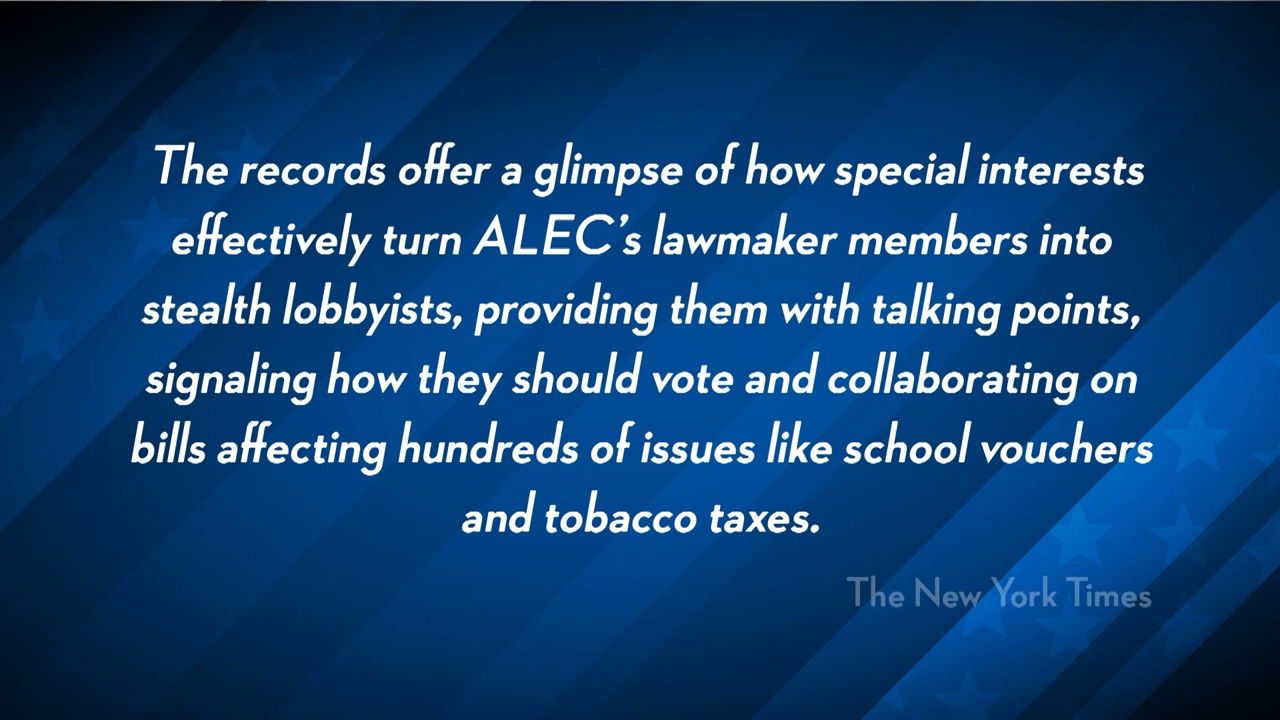 The records offer a glimpse of how special interests
effectively turn ALEC’s lawmaker members into
stealth lobbyists, providing them with talking points,
signaling how they should vote and collaborating on
bills affecting hundreds of issues like school vouchers
and tobacco taxes.
The New York Times